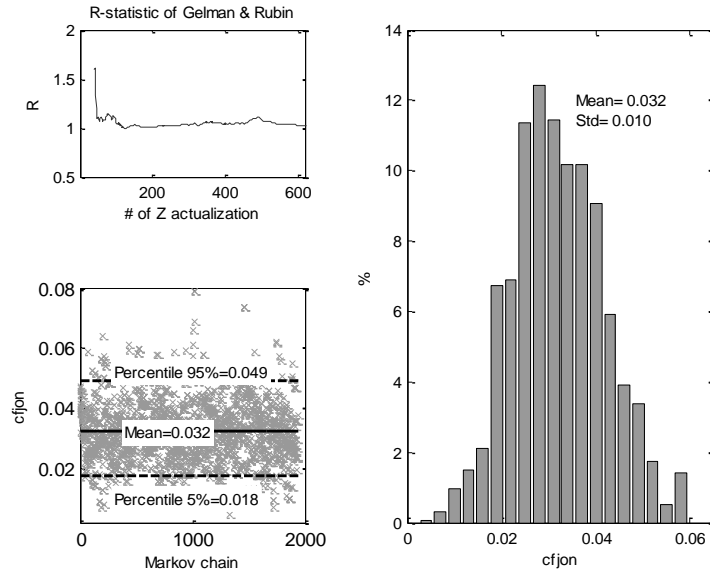 R-statistic of Gelman & Rubin
2
1.5
1
0.5
R
200 400 600
# of Z actualization
0.08
0.06
0.04
0.02
cfjon
Percentile 95%=0.049
Mean=0.032
Percentile 5%=0.018
0 1000 2000
Markov chain
14
12
10
8
6
4
2
0
%
Mean= 0.032
Std= 0.010
0.02 0.04 0.06
cfjon